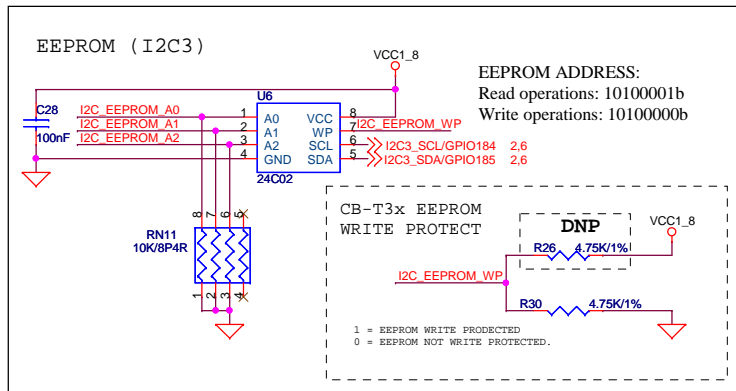 EEPROM (I2C3)
VCC1_8
EEPROM ADDRESS:
Read operations: 10100001b
Write operations: 10100000b
U6
C28
100nF
I2C_EEPROM_A0
I2C_EEPROM_A1
I2C_EEPROM_A2
1 A0 VCC 8
2 A1 WP 7 I2C_EEPROM_WP
3 A2 SCL 6 I2C3_SCL/GPIO184 2,6
4 GND SDA 5 I2C3_SDA/GPIO185 2,6
24C02
8 7 6 5
RN11
10K/8P4R
1 2 3 4
CB-T3x EEPROM
WRITE PROTECT
DNP
VCC1_8
R26 4.75K/1%
I2C_EEPROM_WP
R30 4.75K/1%
1 = EEPROM WRITE PRODECTED
0 = EEPROM NOT WRITE PROTECTED.